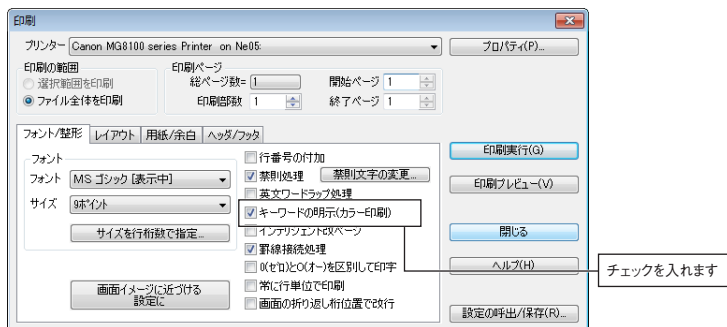 印刷
プリンター Canon MG8100 series Printer on Ne05: プロパティ(P)...
印刷の範囲
選択範囲を印刷
ファイル全体を印刷
印刷ページ
総ページ数= 1 開始ページ 1
印刷部数 1 終了ページ 1
フォント/整形 レイアウト 用紙/余白 ヘッダ/フッタ
フォント
フォント MS ゴシック [表示中]
サイズ 9ポイント
サイズを行桁数で指定...
画面イメージに近づける
設定に
行番号の付加
禁則処理 禁則文字の変更...
英文ワードラップ処理
キーワードの明示(カラー印刷)
インテリジェント改ページ
罫線接続処理
0(ゼロ)とO(オー)を区別して印字
常に行単位で印刷
画面の折り返し桁位置で改行
印刷実行(G)
印刷プレビュー(V)
閉じる
ヘルプ(H)
設定の呼出/保存(R)...
チェックを入れます